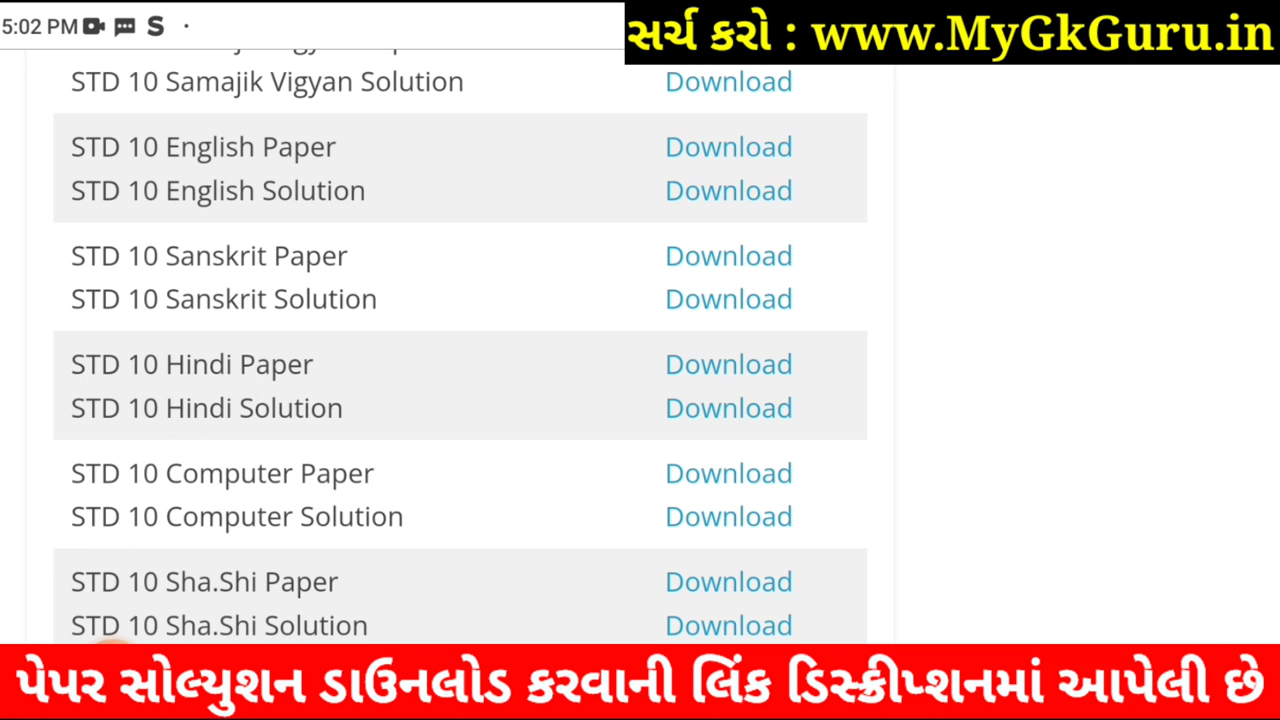 5:02 PM S
સર્ચ કરો : www.MyGkGuru.in
STD 10 Samajik Vigyan Solution Download
STD 10 English Paper Download
STD 10 English Solution Download
STD 10 Sanskrit Paper Download
STD 10 Sanskrit Solution Download
STD 10 Hindi Paper Download
STD 10 Hindi Solution Download
STD 10 Computer Paper Download
STD 10 Computer Solution Download
STD 10 Sha.Shi Paper Download
STD 10 Sha.Shi Solution Download
પેપર સોલ્યુશન ડાઉનલોડ કરવાની લિંક ડિસ્ક્રીપ્શનમાં આપેલી છે